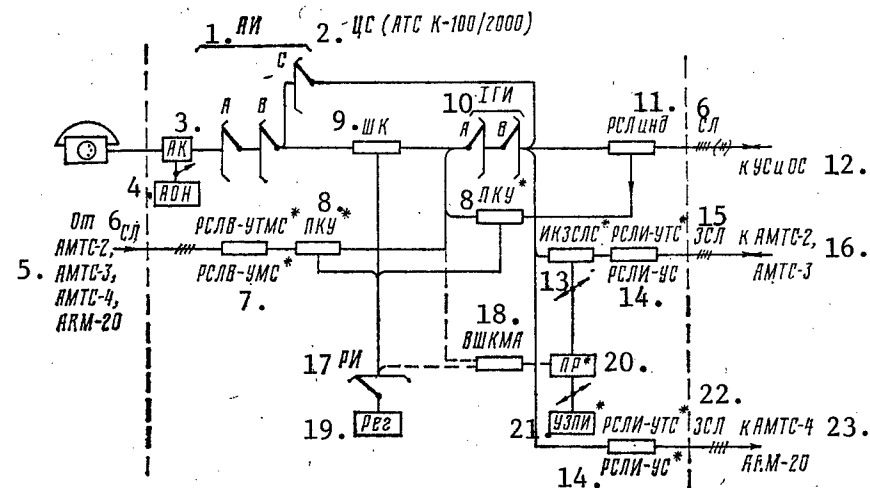 1. АИ
2. ЦС (АТС К-100/2000)
С
А
В
3.
АК
4.
АОН
9. ШК
10 IГИ
А
В
11.
РСЛинд
6
СЛ
(н)
К УСиОС 12.
От
АМТС-2,
АМТС-3,
АМТС-4,
ARM-20
5.
6 СЛ
РСЛВ-УТМС*
РСЛВ-УМС*
7.
8.
ПКУ*
8 ПКУ*
ИКЗСЛС*
13
РСЛИ-УТС*
РСЛИ-УС
14.
15
ЗСЛ
К АМТС-2,
АМТС-3
16.
17 РИ
18.
ВШКМА
19. Рег
ПР* 20.
21. УЗПИ*
РСЛИ-УТС*
РСЛИ-УС*
14.
22.
ЗСЛ
К АМТС-4
ARM-20
23.